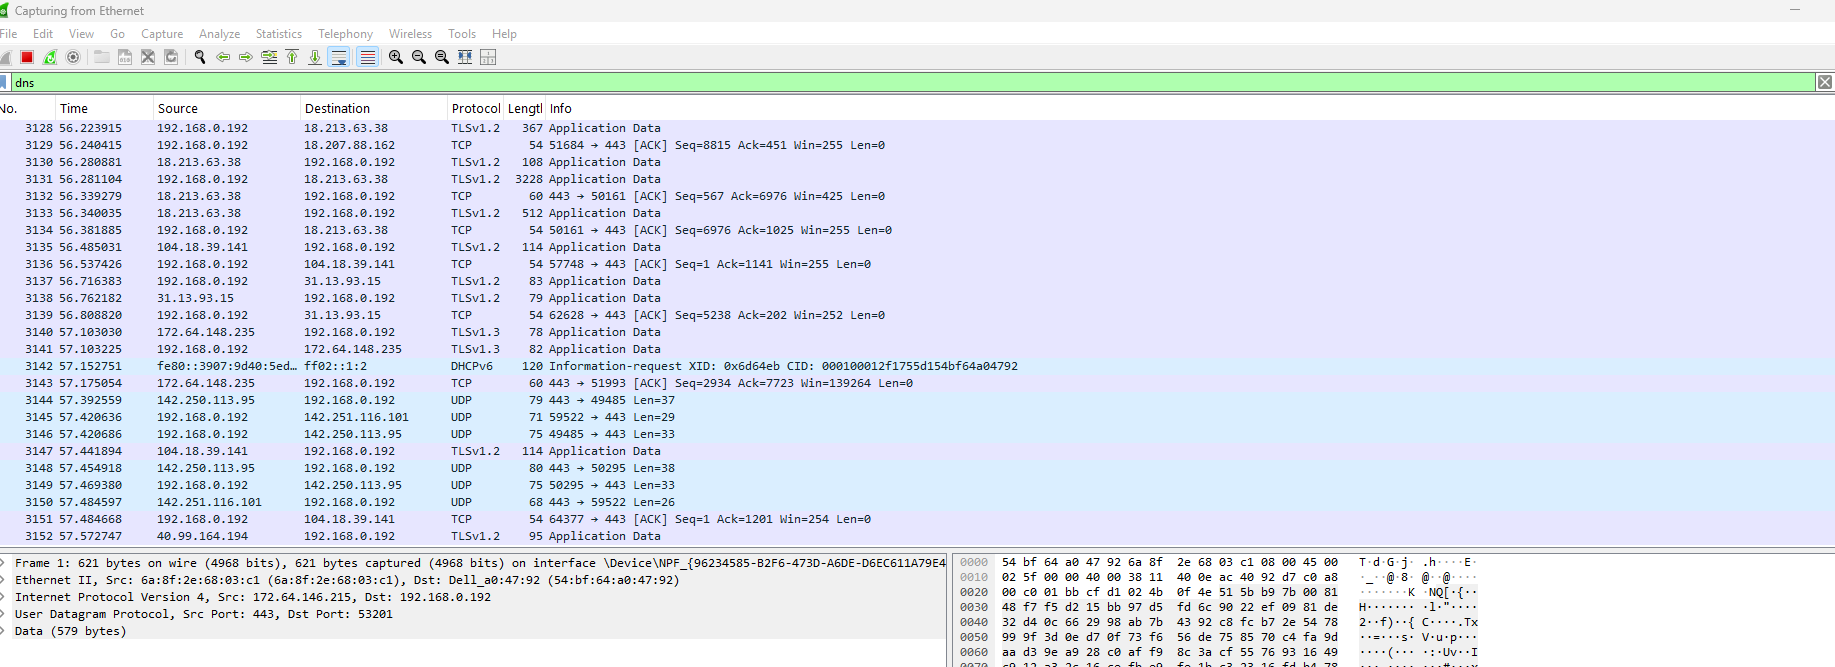 Capturing from Ethernet
File Edit View Go Capture Analyze Statistics Telephony Wireless Tools Help
dns
No. Time Source Destination Protocol Lengtl Info
3128 56.223915 192.168.0.192 18.213.63.38 TLSv1.2 367 Application Data
3129 56.240415 192.168.0.192 18.207.88.162 TCP 54 51684 → 443 [ACK] Seq=8815 Ack=451 Win=255 Len=0
3130 56.280881 18.213.63.38 192.168.0.192 TLSv1.2 108 Application Data
3131 56.281104 192.168.0.192 18.213.63.38 TLSv1.2 3228 Application Data
3132 56.339279 18.213.63.38 192.168.0.192 TCP 60 443 → 50161 [ACK] Seq=567 Ack=6976 Win=425 Len=0
3133 56.340035 18.213.63.38 192.168.0.192 TLSv1.2 512 Application Data
3134 56.381885 192.168.0.192 18.213.63.38 TCP 54 50161 → 443 [ACK] Seq=6976 Ack=1025 Win=255 Len=0
3135 56.485031 104.18.39.141 192.168.0.192 TLSv1.2 114 Application Data
3136 56.537426 192.168.0.192 104.18.39.141 TCP 54 57748 → 443 [ACK] Seq=1 Ack=1141 Win=255 Len=0
3137 56.716383 192.168.0.192 31.13.93.15 TLSv1.2 83 Application Data
3138 56.762182 31.13.93.15 192.168.0.192 TLSv1.2 79 Application Data
3139 56.808820 192.168.0.192 31.13.93.15 TCP 54 62628 → 443 [ACK] Seq=5238 Ack=202 Win=252 Len=0
3140 57.103030 172.64.148.235 192.168.0.192 TLSv1.3 78 Application Data
3141 57.103225 192.168.0.192 172.64.148.235 TLSv1.3 82 Application Data
3142 57.152751 fe80::3907:9d40:5ed… ff02::1:2 DHCPv6 120 Information-request XID: 0x6d64eb CID: 000100012f1755d154bf64a04792
3143 57.175054 172.64.148.235 192.168.0.192 TCP 60 443 → 51993 [ACK] Seq=2934 Ack=7723 Win=139264 Len=0
3144 57.392559 142.250.113.95 192.168.0.192 UDP 79 443 → 49485 Len=37
3145 57.420636 192.168.0.192 142.251.116.101 UDP 71 59522 → 443 Len=29
3146 57.420686 192.168.0.192 142.250.113.95 UDP 75 49485 → 443 Len=33
3147 57.441894 104.18.39.141 192.168.0.192 TLSv1.2 114 Application Data
3148 57.454918 142.250.113.95 192.168.0.192 UDP 80 443 → 50295 Len=38
3149 57.469380 192.168.0.192 142.250.113.95 UDP 75 50295 → 443 Len=33
3150 57.484597 142.251.116.101 192.168.0.192 UDP 68 443 → 59522 Len=26
3151 57.484668 192.168.0.192 104.18.39.141 TCP 54 64377 → 443 [ACK] Seq=1 Ack=1201 Win=254 Len=0
3152 57.572747 40.99.164.194 192.168.0.192 TLSv1.2 95 Application Data
Frame 1: 621 bytes on wire (4968 bits), 621 bytes captured (4968 bits) on interface \Device\NPF_{96234585-B2F6-473D-A6DE-D6EC611A79E4
Ethernet II, Src: 6a:8f:2e:68:03:c1 (6a:8f:2e:68:03:c1), Dst: Dell_a0:47:92 (54:bf:64:a0:47:92)
Internet Protocol Version 4, Src: 172.64.146.215, Dst: 192.168.0.192
User Datagram Protocol, Src Port: 443, Dst Port: 53201
Data (579 bytes)
0000 54 bf 64 a0 47 92 6a 8f 2e 68 03 c1 08 00 45 00 T·d·G·j· .h····E·
0010 02 5f 00 00 40 00 38 11 40 0e ac 40 92 d7 c0 a8 ·_··@·8· @··@····
0020 00 c0 01 bb cf d1 02 4b 0f 4e 51 5b b9 7b 00 81 ·······K ·NQ[·{··
0030 48 f7 f5 d2 15 bb 97 d5 fd 6c 90 22 ef 09 81 de H······· ·l·"····
0040 32 d4 0c 66 29 98 ab 7b 43 92 c8 fc b7 2e 54 78 2··f)··{ C····.Tx
0050 99 9f 3d 0e d7 0f 73 f6 56 de 75 85 70 c4 fa 9d ··=···s· V·u·p···
0060 aa d3 9e a9 28 c0 af f9 8c 3a cf 55 76 93 16 49 ····(··· ·:·Uv··I